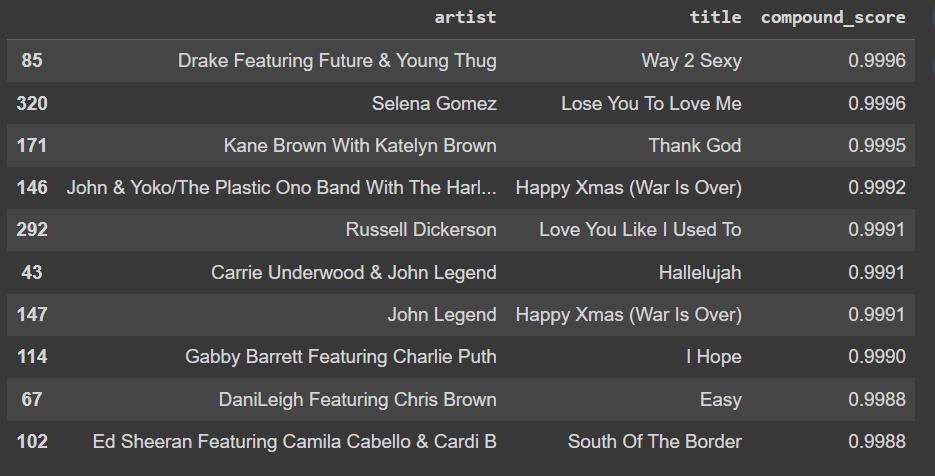 artist title compound_score
85 Drake Featuring Future & Young Thug Way 2 Sexy 0.9996
320 Selena Gomez Lose You To Love Me 0.9996
171 Kane Brown With Katelyn Brown Thank God 0.9995
146 John & Yoko/The Plastic Ono Band With The Harl... Happy Xmas (War Is Over) 0.9992
292 Russell Dickerson Love You Like I Used To 0.9991
43 Carrie Underwood & John Legend Hallelujah 0.9991
147 John Legend Happy Xmas (War Is Over) 0.9991
114 Gabby Barrett Featuring Charlie Puth I Hope 0.9990
67 DaniLeigh Featuring Chris Brown Easy 0.9988
102 Ed Sheeran Featuring Camila Cabello & Cardi B South Of The Border 0.9988